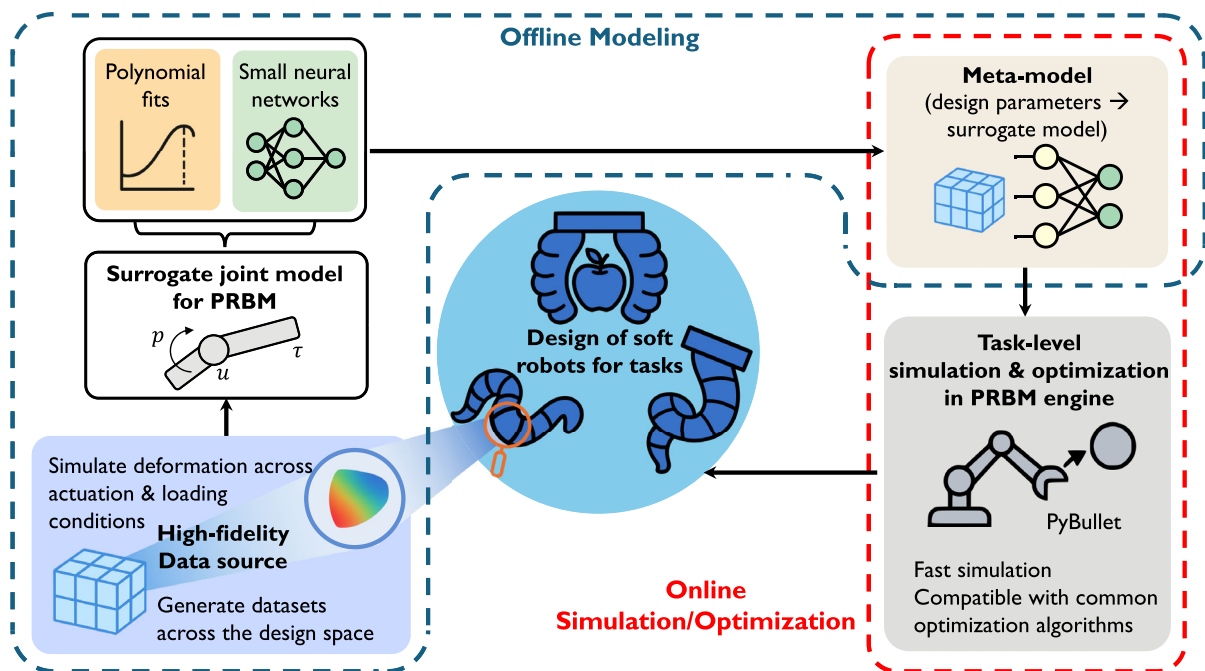 Offline Modeling
Polynomial
fits
Small neural
networks
Surrogate joint model
for PRBM
p
u
τ
Simulate deformation across
actuation & loading
conditions
High-fidelity
Data source
Generate datasets
across the design space
Design of soft
robots for tasks
Meta-model
(design parameters →
surrogate model)
Task-level
simulation & optimization
in PRBM engine
PyBullet
Fast simulation
Compatible with common
optimization algorithms
Online
Simulation/Optimization